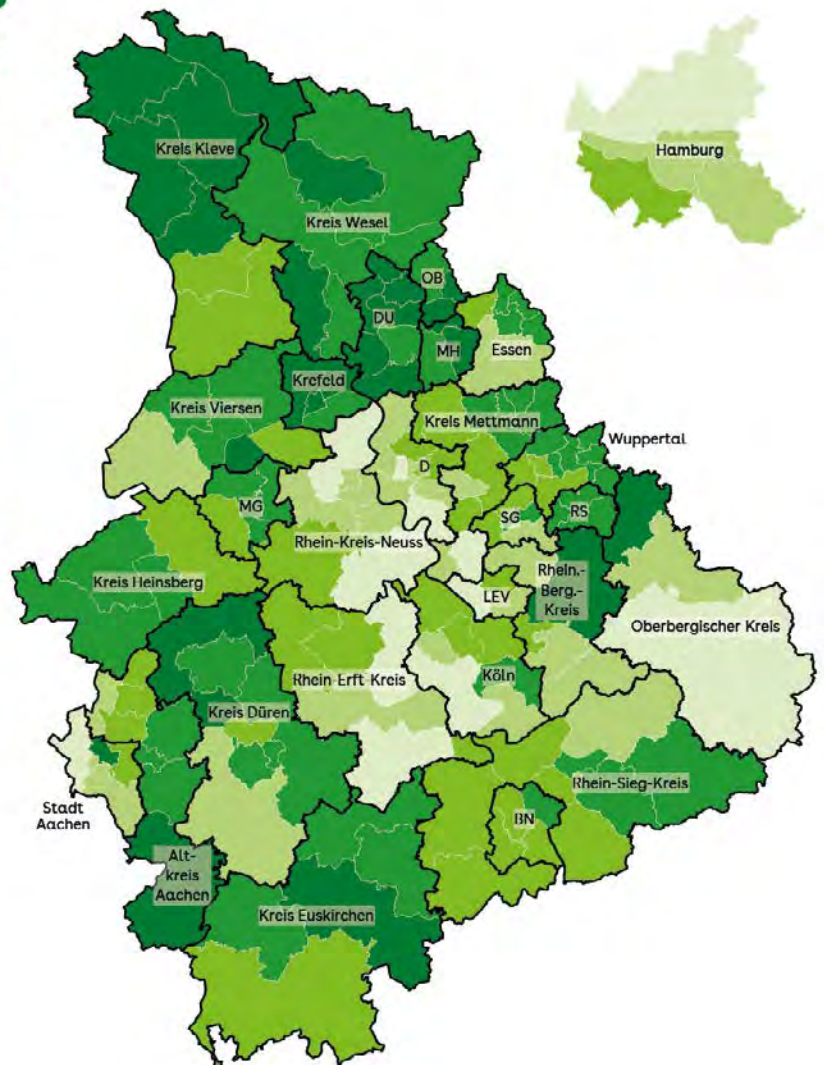 Kreis Kleve
Hamburg
Kreis Wesel
OB
DU
MH
Essen
Krefeld
Kreis Viersen
Kreis Mettmann
Wuppertal
D
MG
SG
RS
Rhein-Kreis-Neuss
Kreis Heinsberg
LEV
Rhein.-
Berg.-
Kreis
Oberbergischer Kreis
Rhein-Erft-Kreis
Köln
Kreis Düren
Rhein-Sieg-Kreis
Stadt
Aachen
BN
Alt-
kreis
Aachen
Kreis Euskirchen